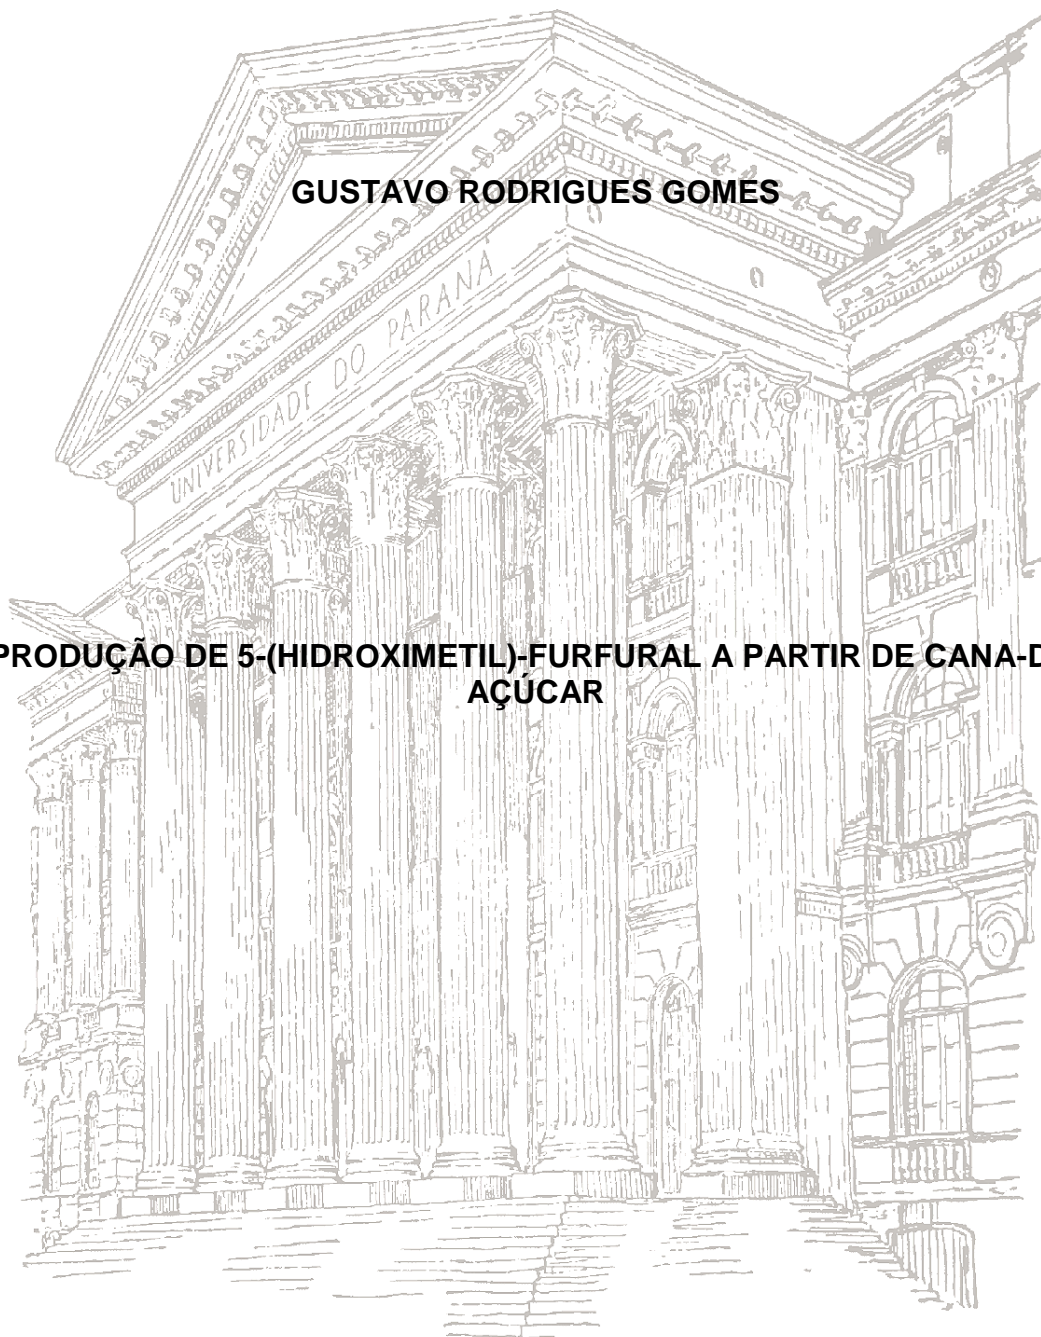 GUSTAVO RODRIGUES GOMES
UNIVERSIDADE DO PARANÁ
PRODUÇÃO DE 5-(HIDROXIMETIL)-FURFURAL A PARTIR DE CANA-D
AÇÚCAR